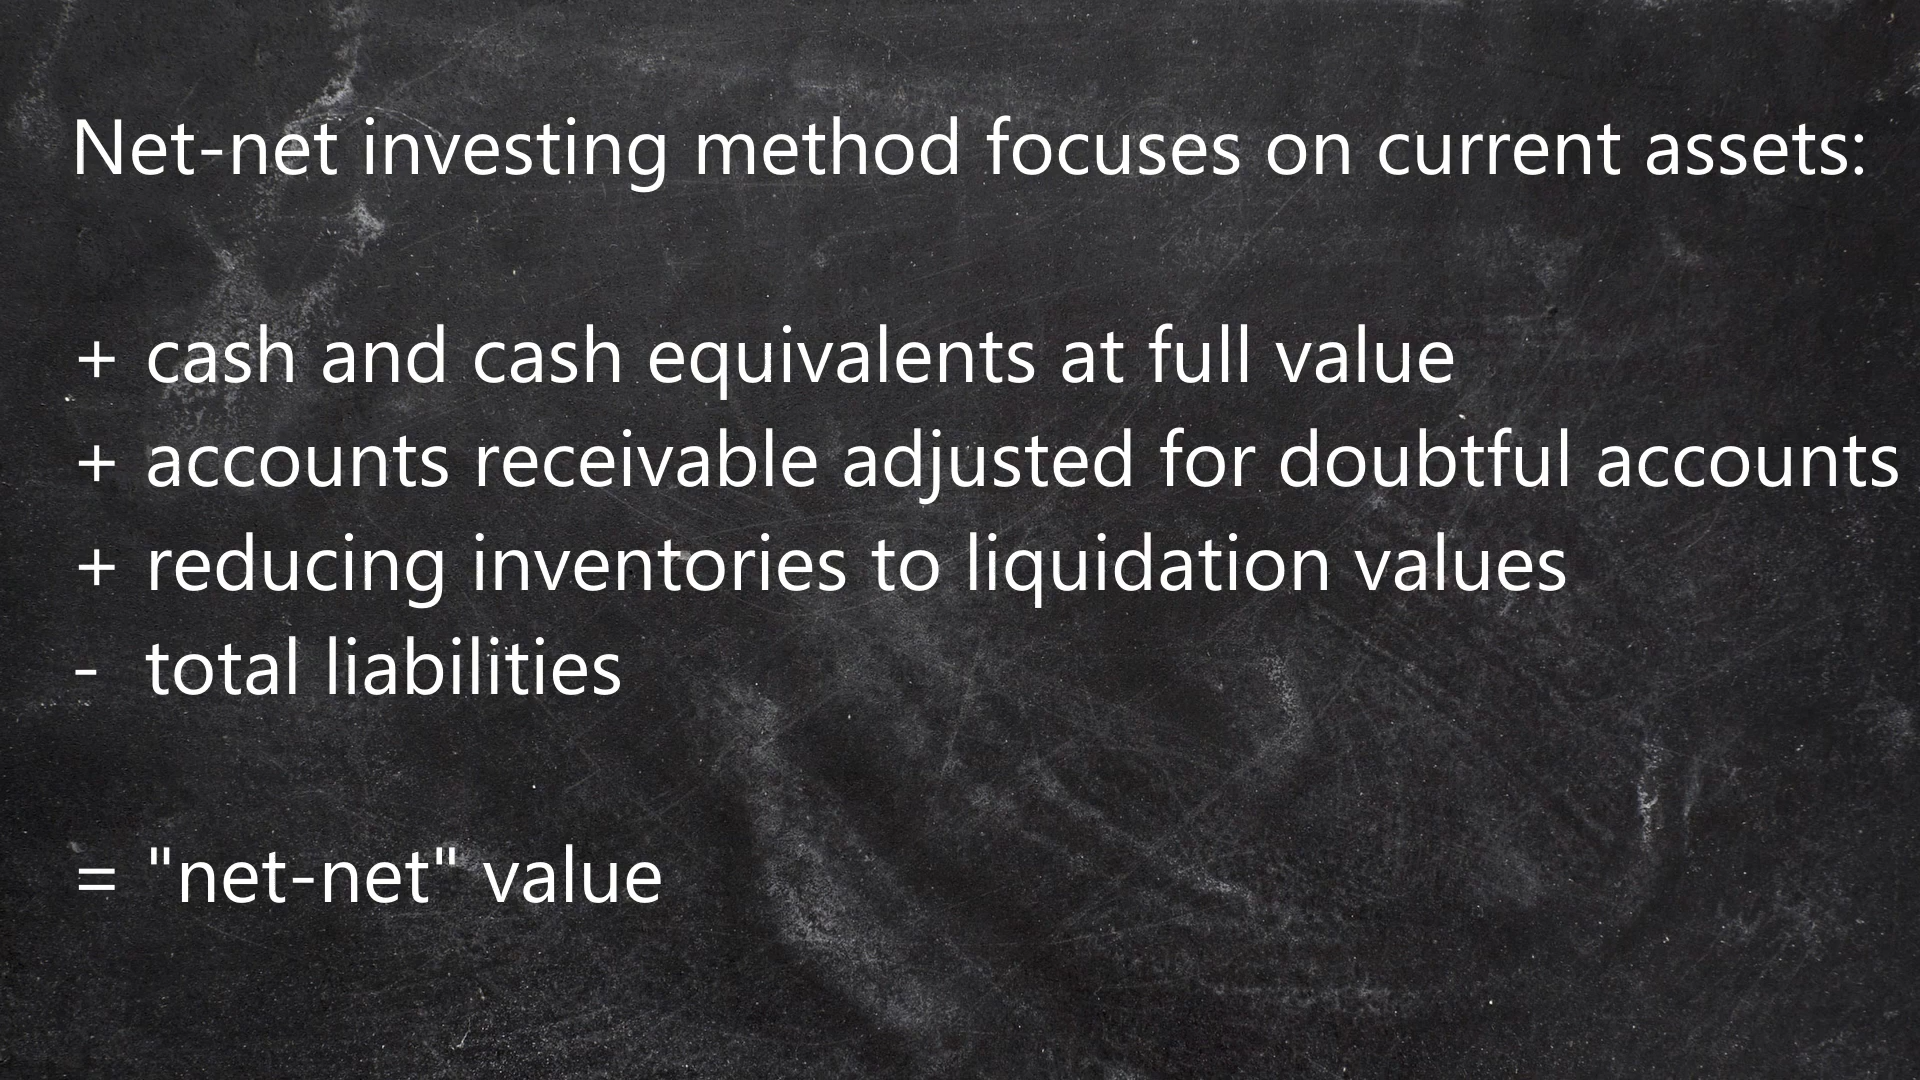 Net-net investing method focuses on current assets:
+ cash and cash equivalents at full value
+ accounts receivable adjusted for doubtful accounts
+ reducing inventories to liquidation values
- total liabilities
= "net-net" value